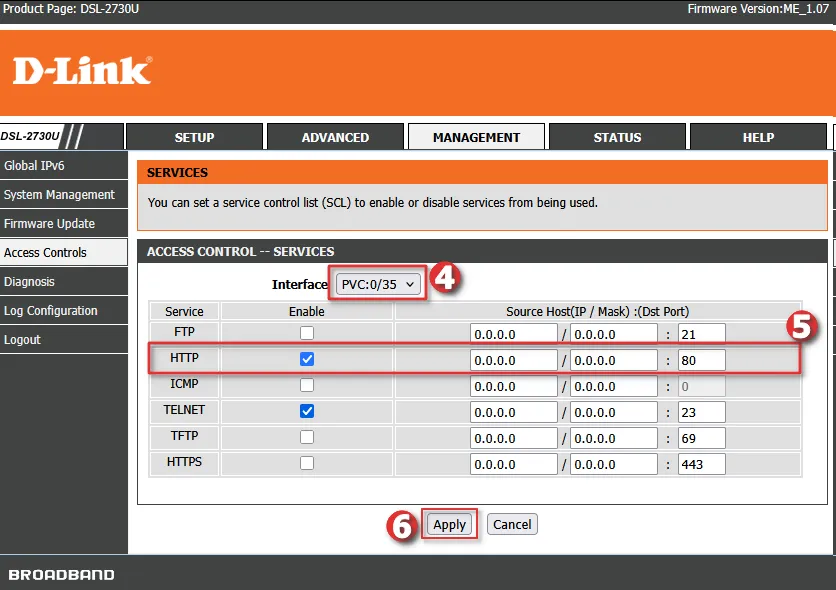 Product Page: DSL-2730U Firmware Version:ME_1.07
D-Link®
DSL-2730U SETUP ADVANCED MANAGEMENT STATUS HELP
Global IPv6
System Management
Firmware Update
Access Controls
Diagnosis
Log Configuration
Logout
SERVICES
You can set a service control list (SCL) to enable or disable services from being used.
ACCESS CONTROL -- SERVICES
Interface PVC:0/35 4
Service Enable Source Host(IP / Mask) :(Dst Port)
5
FTP 0.0.0.0 / 0.0.0.0 : 21
HTTP 0.0.0.0 / 0.0.0.0 : 80
ICMP 0.0.0.0 / 0.0.0.0 : 0
TELNET 0.0.0.0 / 0.0.0.0 : 23
TFTP 0.0.0.0 / 0.0.0.0 : 69
HTTPS 0.0.0.0 / 0.0.0.0 : 443
6 Apply Cancel
BROADBAND